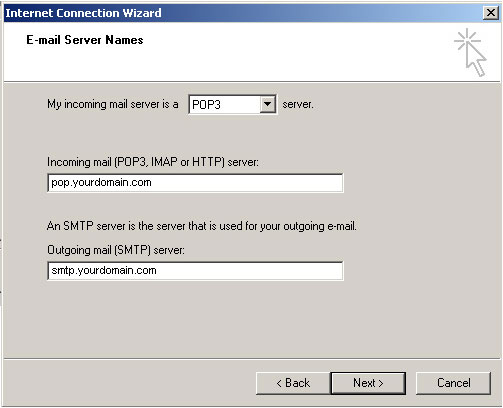 Internet Connection Wizard
E-mail Server Names
My incoming mail server is a POP3 server.
Incoming mail (POP3, IMAP or HTTP) server:
pop.yourdomain.com
An SMTP server is the server that is used for your outgoing e-mail.
Outgoing mail (SMTP) server:
smtp.yourdomain.com
< Back Next > Cancel